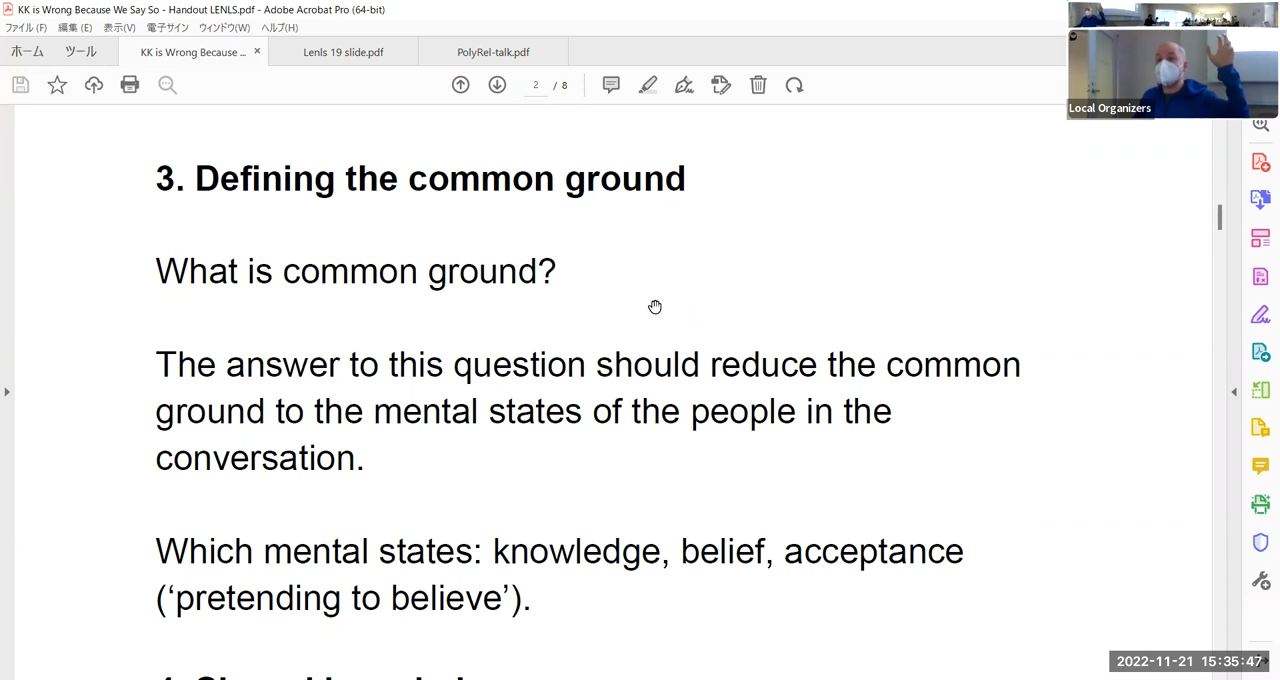 KK is Wrong Because We Say So - Handout LENLS.pdf - Adobe Acrobat Pro (64-bit)
ファイル(F) 編集(E) 表示(V) 電子サイン ウィンドウ(W) ヘルプ(H)
ホーム ツール KK is Wrong Because ... × Lenls 19 slide.pdf PolyRel-talk.pdf
2 / 8
Local Organizers
3. Defining the common ground
What is common ground?
The answer to this question should reduce the common
ground to the mental states of the people in the
conversation.
Which mental states: knowledge, belief, acceptance
(‘pretending to believe’).
2022-11-21 15:35:47